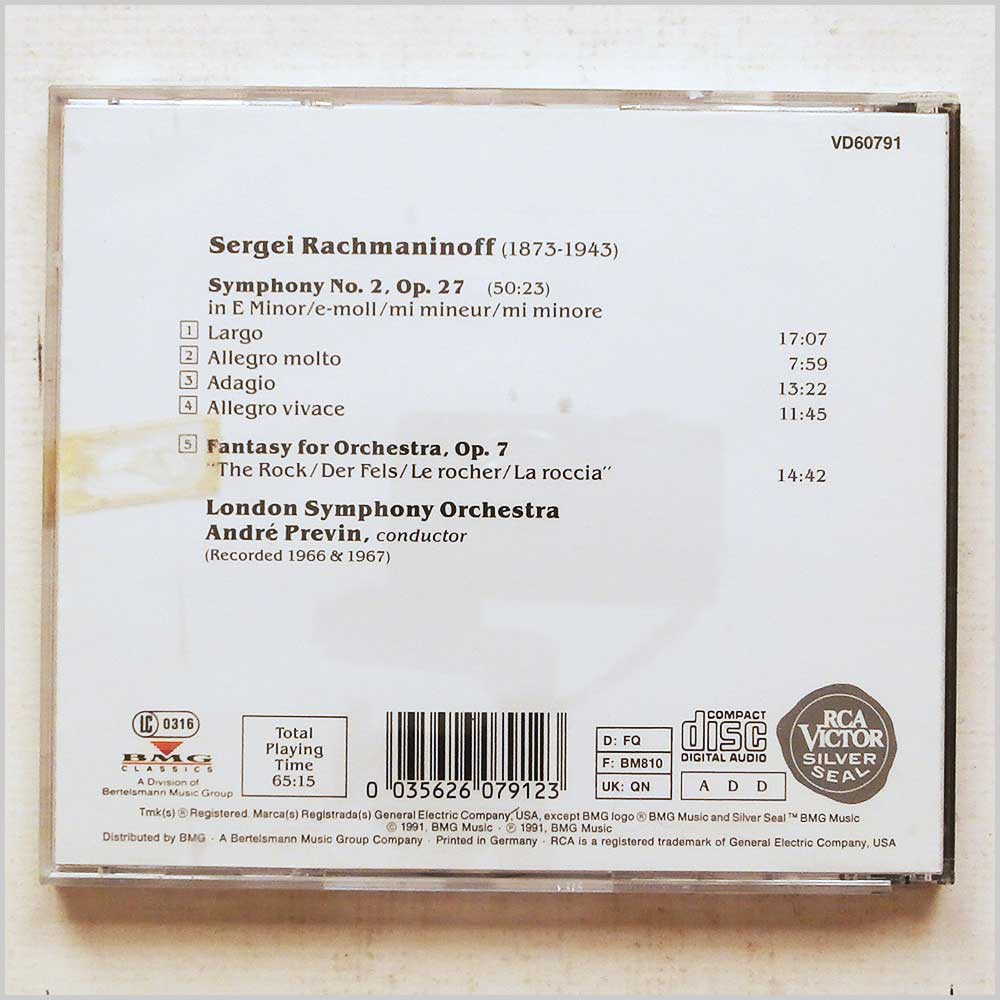 VD60791
Sergei Rachmaninoff (1873-1943)
Symphony No. 2, Op. 27 (50:23)
in E Minor/e-moll/mi mineur/mi minore
1 Largo 17:07
2 Allegro molto 7:59
3 Adagio 13:22
4 Allegro vivace 11:45
5 Fantasy for Orchestra, Op. 7
"The Rock/Der Fels/Le rocher/La roccia" 14:42
London Symphony Orchestra
André Previn, conductor
(Recorded 1966 & 1967)
LC 0316
BMG
CLASSICS
A Division of
Bertelsmann Music Group
Total
Playing
Time
65:15
0 035626 079123
D: FQ
F: BM810
UK: QN
COMPACT
disc
DIGITAL AUDIO
A D D
RCA
VICTOR
SILVER
SEAL
Tmk(s) ® Registered. Marca(s) Registrada(s) General Electric Company, USA, except BMG logo ® BMG Music and Silver Seal™ BMG Music
© 1991, BMG Music · ℗ 1991, BMG Music
Distributed by BMG · A Bertelsmann Music Group Company · Printed in Germany · RCA is a registered trademark of General Electric Company, USA